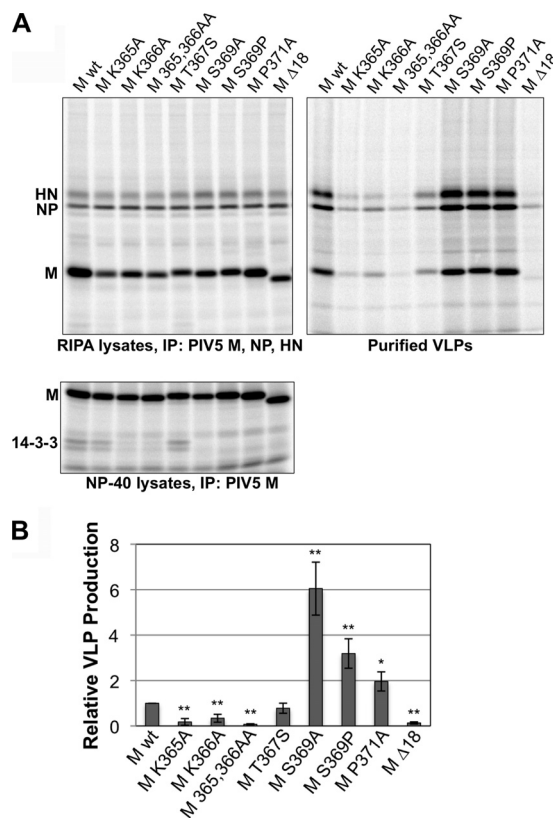 A
M wt
M K365A
M K366A
M 365,366AA
M T367S
M S369A
M S369P
M P371A
M Δ18
M wt
M K365A
M K366A
M 365,366AA
M T367S
M S369A
M S369P
M P371A
M Δ18
HN
NP
M
RIPA lysates, IP: PIV5 M, NP, HN
Purified VLPs
M
14-3-3
NP-40 lysates, IP: PIV5 M
B
Relative VLP Production
8
6
4
2
0
**
**
**
**
**
*
**
M wt
M K365A
M K366A
M 365,366AA
M T367S
M S369A
M S369P
M P371A
M Δ18